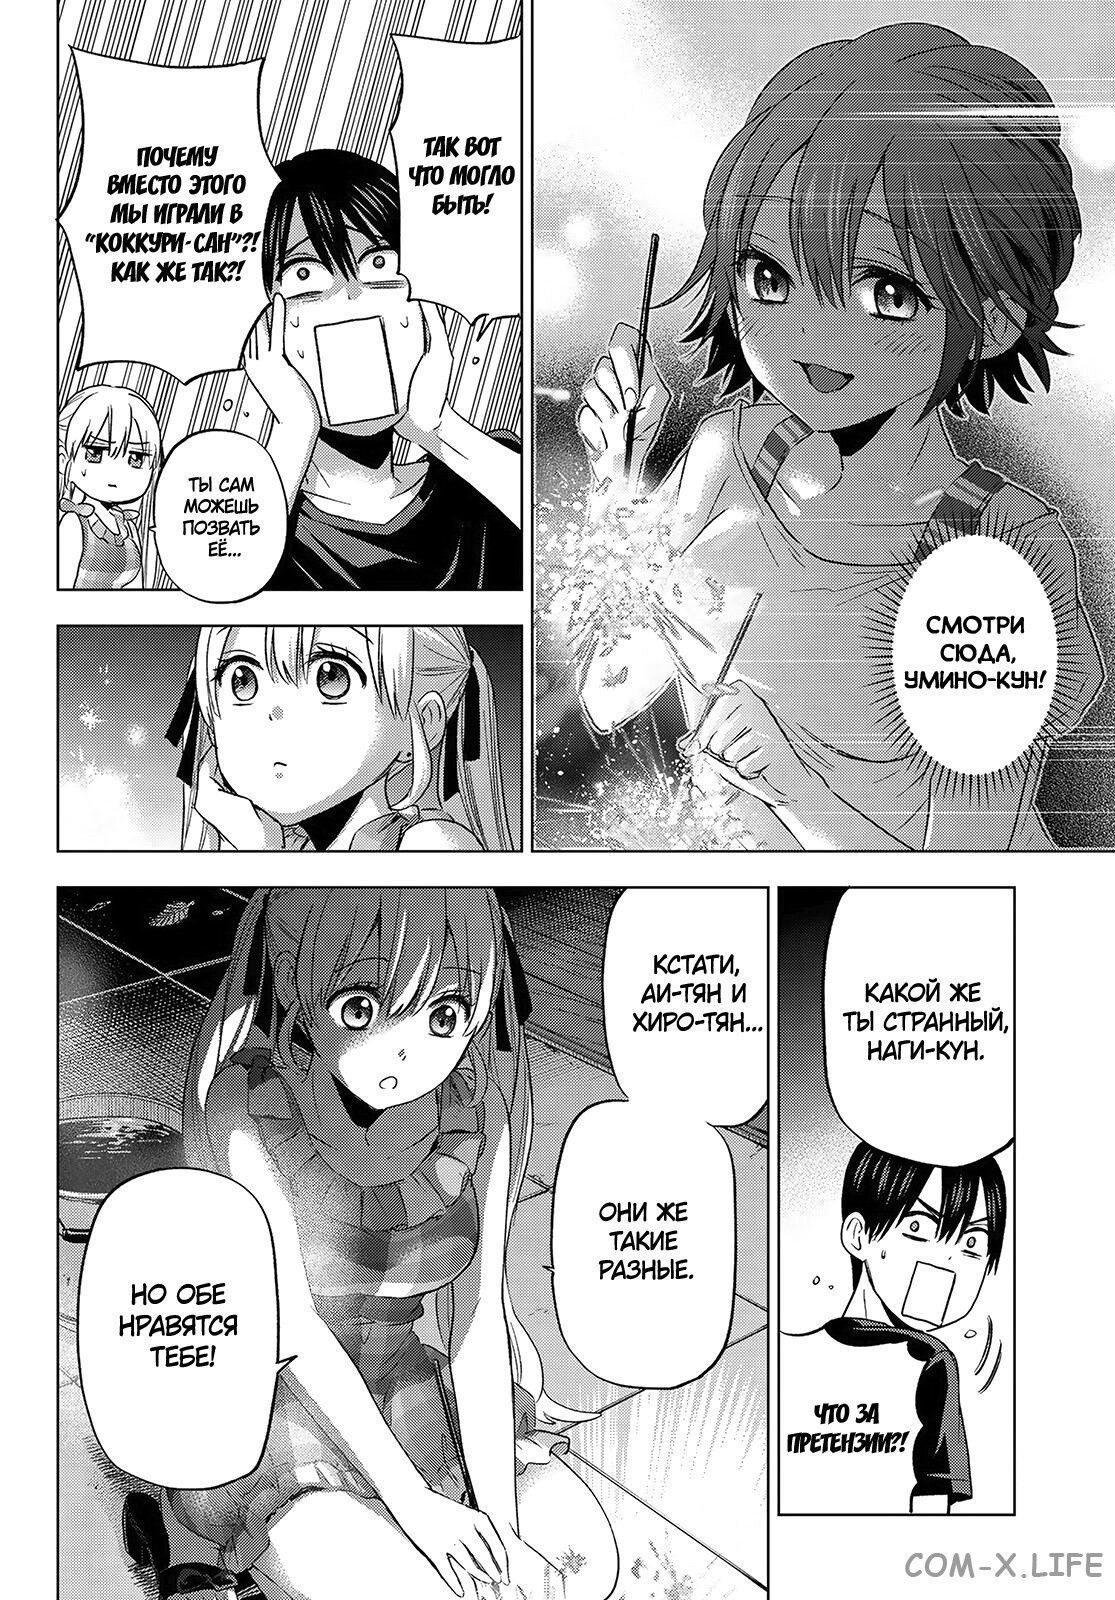 СМОТРИ
СЮДА,
УМИНО-КУН!
ТАК ВОТ
ЧТО МОГЛО
БЫТЬ!
ПОЧЕМУ
ВМЕСТО ЭТОГО
МЫ ИГРАЛИ В
“КОККУРИ-САН”?!
КАК ЖЕ ТАК?!
ТЫ САМ
МОЖЕШЬ
ПОЗВАТЬ
ЕЁ...
КАКОЙ ЖЕ
ТЫ СТРАННЫЙ,
НАГИ-КУН.
ЧТО ЗА
ПРЕТЕНЗИИ?!
КСТАТИ,
АИ-ТЯН И
ХИРО-ТЯН...
ОНИ ЖЕ
ТАКИЕ
РАЗНЫЕ.
НО ОБЕ
НРАВЯТСЯ
ТЕБЕ!
COM-X.LIFE